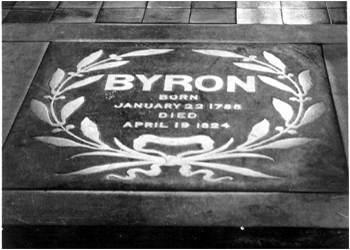 BYRON
BORN
JANUARY 22 1788
DIED
APRIL 19 1824